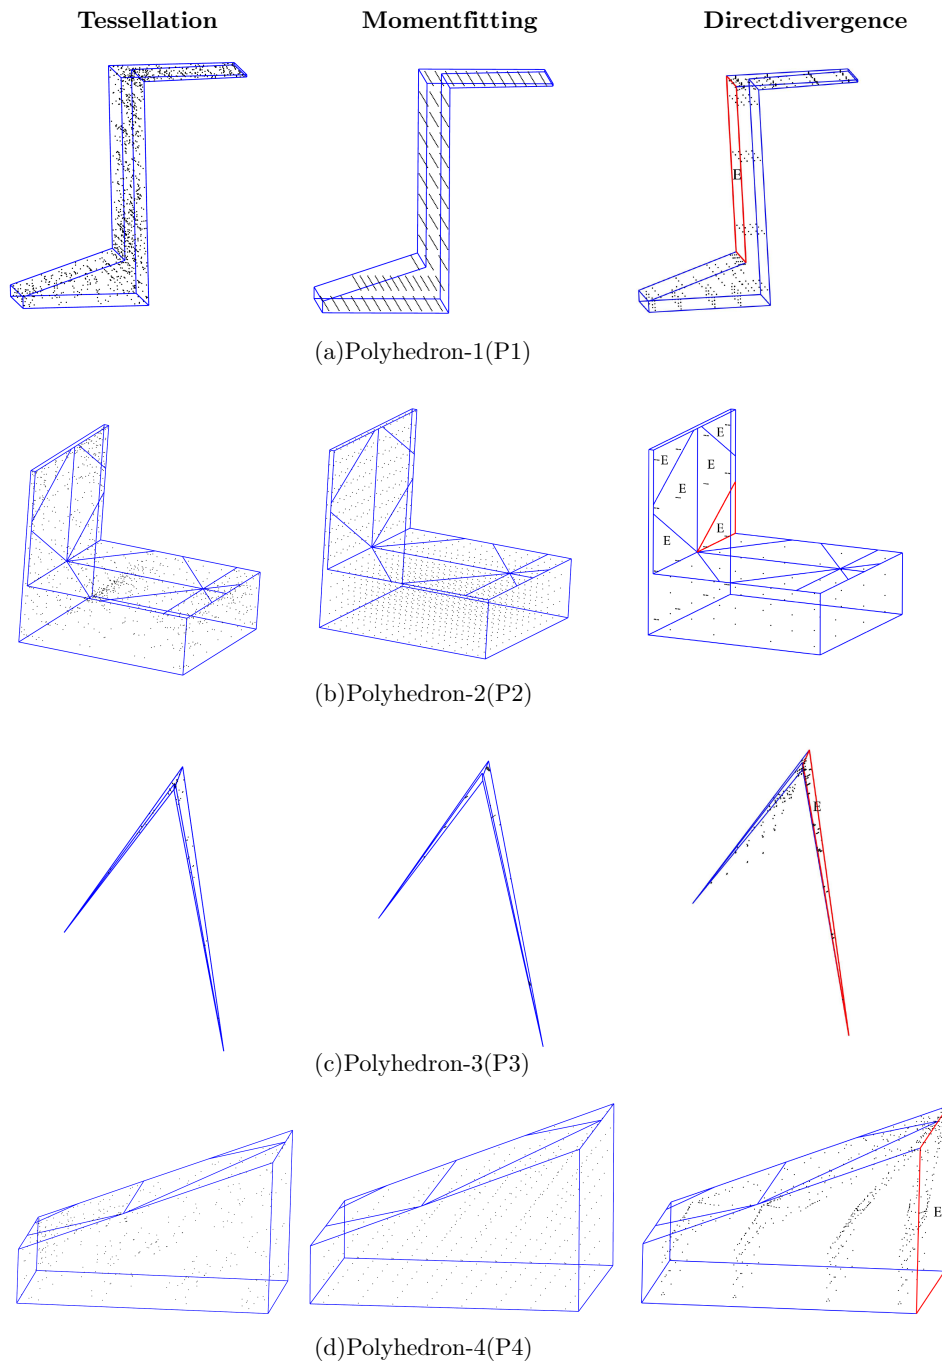 Tessellation Momentfitting Directdivergence
E
(a)Polyhedron-1(P1)
E
E
E
E
E
E
(b)Polyhedron-2(P2)
E
(c)Polyhedron-3(P3)
E
(d)Polyhedron-4(P4)